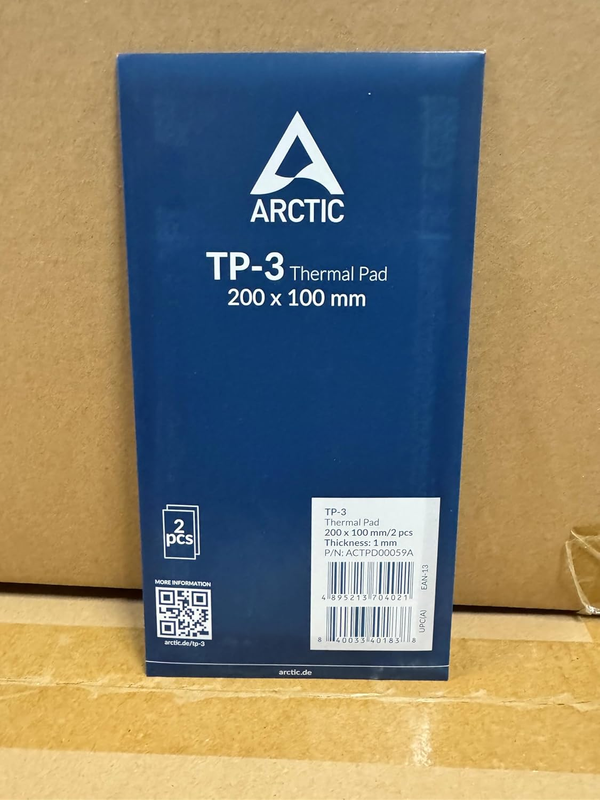 ARCTIC
TP-3 Thermal Pad
200 x 100 mm
2
pcs
MORE INFORMATION
arctic.de/tp-3
TP-3
Thermal Pad
200 x 100 mm/2 pcs
Thickness: 1 mm
P/N: ACTPD00059A
4 895213 704021
EAN-13
8 40033 40183 8
UPC(A)
arctic.de